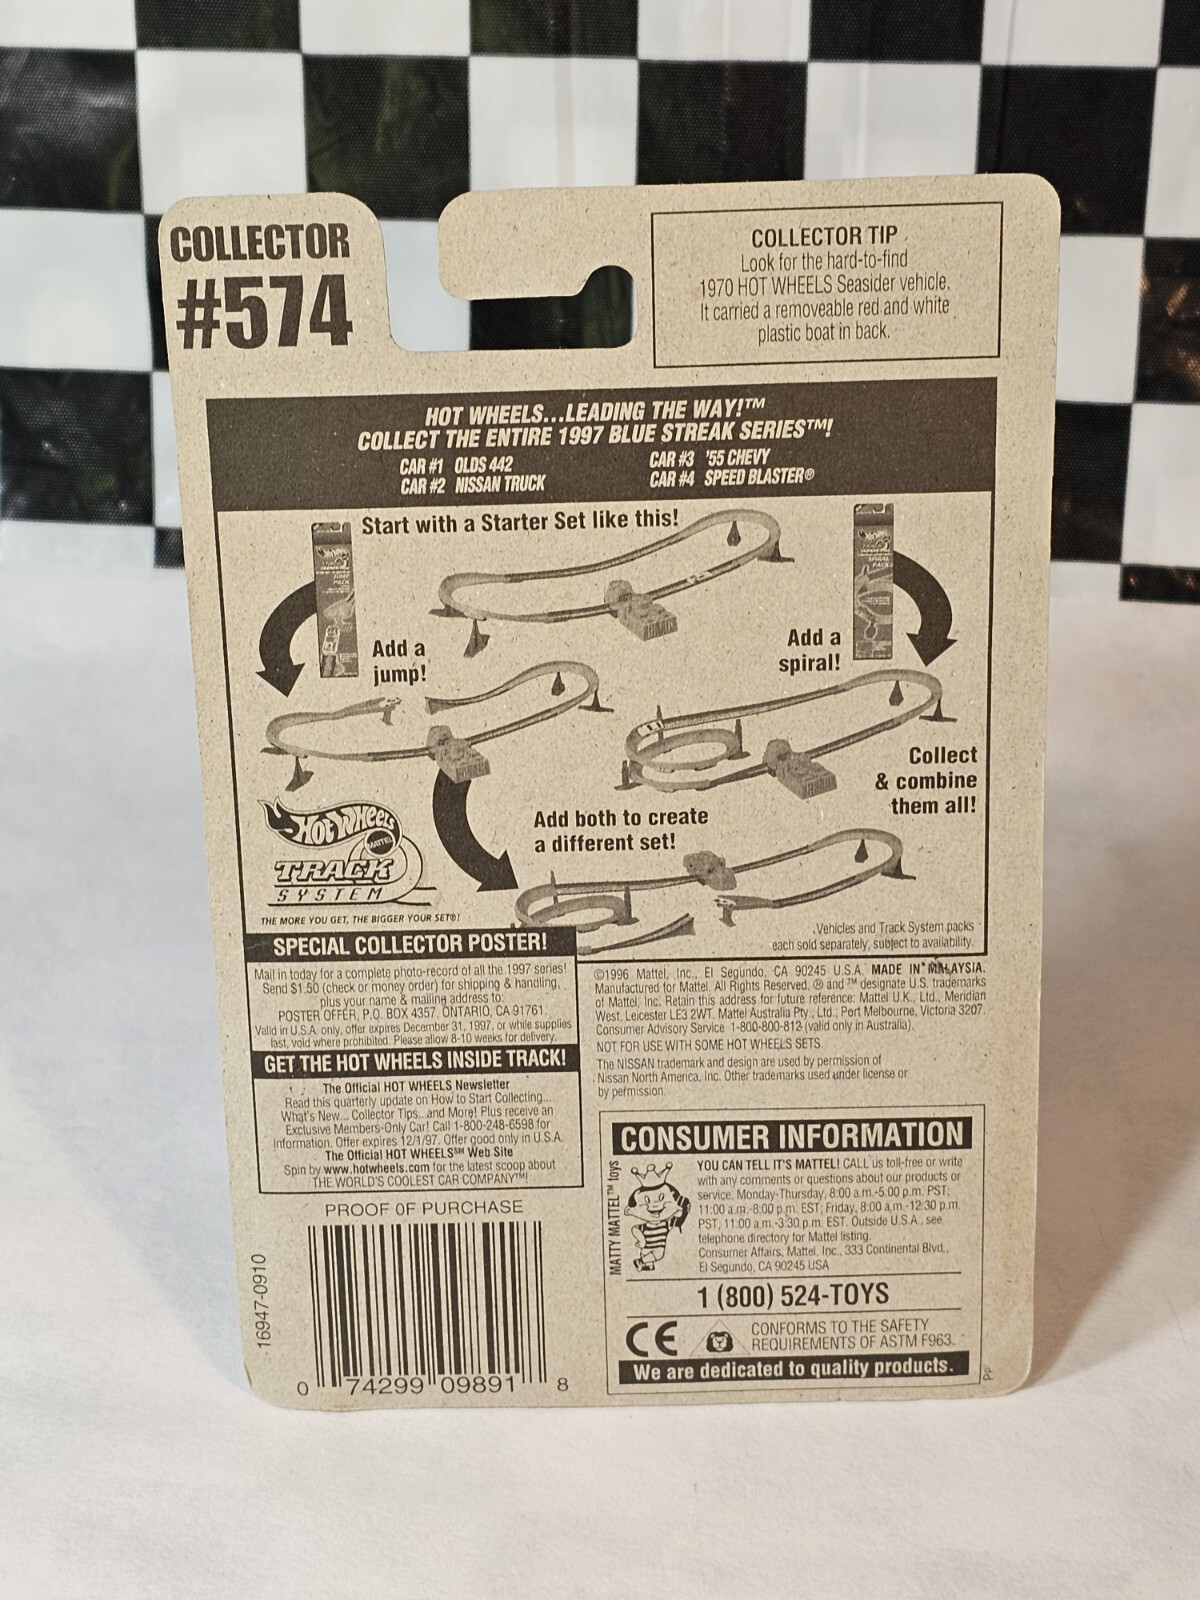 COLLECTOR
#574
COLLECTOR TIP
Look for the hard-to-find
1970 HOT WHEELS Seasider vehicle.
It carried a removeable red and white
plastic boat in back.
HOT WHEELS...LEADING THE WAY!™
COLLECT THE ENTIRE 1997 BLUE STREAK SERIES™!
CAR #1 OLDS 442
CAR #2 NISSAN TRUCK
CAR #3 '55 CHEVY
CAR #4 SPEED BLASTER®
Start with a Starter Set like this!
JUMP
PACK
SPIRAL
PACK
Add a
jump!
Add a
spiral!
Collect
& combine
them all!
Add both to create
a different set!
Hot Wheels
MATTEL
TRACK
SYSTEM
THE MORE YOU GET, THE BIGGER YOUR SET®!
Vehicles and Track System packs
each sold separately, subject to availability.
SPECIAL COLLECTOR POSTER!
Mail in today for a complete photo-record of all the 1997 series!
Send $1.50 (check or money order) for shipping & handling,
plus your name & mailing address to:
POSTER OFFER, P.O. BOX 4357, ONTARIO, CA 91761.
Valid in U.S.A. only, offer expires December 31, 1997, or while supplies
last, void where prohibited. Please allow 8-10 weeks for delivery.
GET THE HOT WHEELS INSIDE TRACK!
The Official HOT WHEELS Newsletter
Read this quarterly update on How to Start Collecting...
What's New... Collector Tips...and More! Plus receive an
Exclusive Members-Only Car! Call 1-800-248-6598 for
information. Offer expires 12/1/97. Offer good only in U.S.A.
The Official HOT WHEELS℠ Web Site
Spin by www.hotwheels.com for the latest scoop about
THE WORLD'S COOLEST CAR COMPANY™!
©1996 Mattel, Inc., El Segundo, CA 90245 U.S.A. MADE IN MALAYSIA.
Manufactured for Mattel. All Rights Reserved. ® and ™ designate U.S. trademarks
of Mattel, Inc. Retain this address for future reference: Mattel U.K., Ltd., Meridian
West, Leicester LE3 2WT. Mattel Australia Pty., Ltd., Port Melbourne, Victoria 3207.
Consumer Advisory Service 1-800-800-812 (valid only in Australia).
NOT FOR USE WITH SOME HOT WHEELS SETS.
The NISSAN trademark and design are used by permission of
Nissan North America, Inc. Other trademarks used under license or
by permission.
CONSUMER INFORMATION
MATTY MATTEL™ toys
YOU CAN TELL IT'S MATTEL! CALL us toll-free or write
with any comments or questions about our products or
service. Monday-Thursday, 8:00 a.m.-5:00 p.m. PST;
11:00 a.m.-8:00 p.m. EST, Friday, 8:00 a.m.-12:30 p.m.
PST, 11:00 a.m.-3:30 p.m. EST. Outside U.S.A., see
telephone directory for Mattel listing.
Consumer Affairs, Mattel, Inc., 333 Continental Blvd.,
El Segundo, CA 90245 USA
1 (800) 524-TOYS
CE
CONFORMS TO THE SAFETY
REQUIREMENTS OF ASTM F963.
We are dedicated to quality products.
PP
PROOF OF PURCHASE
16947-0910
0 74299 09891 8